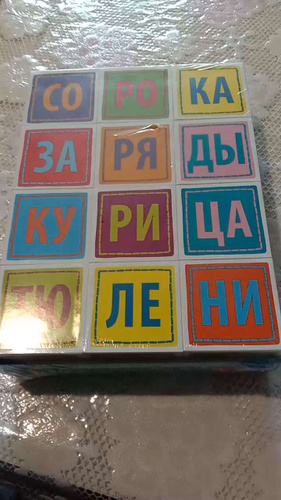 СО РО КА
ЗА РЯ ДЫ
КУ РИ ЦА
ТЮ ЛЕ НИ